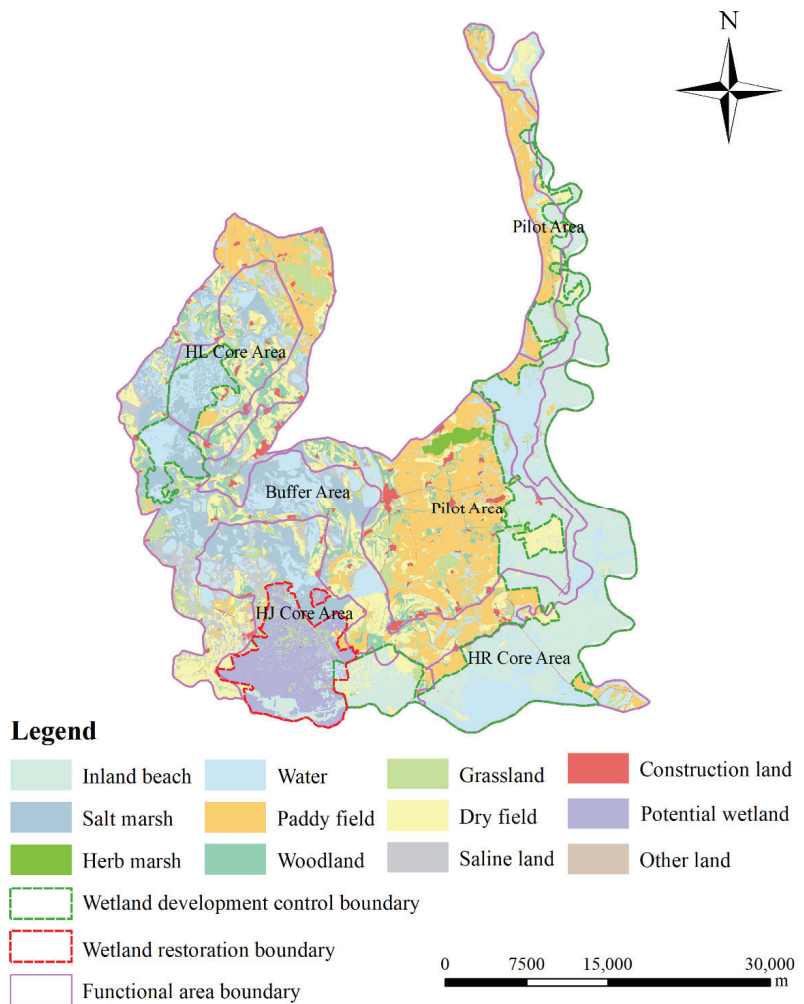 N
Pilot Area
HL Core Area
Buffer Area
Pilot Area
HJ Core Area
HR Core Area
Legend
Inland beach
Water
Grassland
Construction land
Salt marsh
Paddy field
Dry field
Potential wetland
Herb marsh
Woodland
Saline land
Other land
Wetland development control boundary
Wetland restoration boundary
Functional area boundary
0 7500 15,000 30,000
m